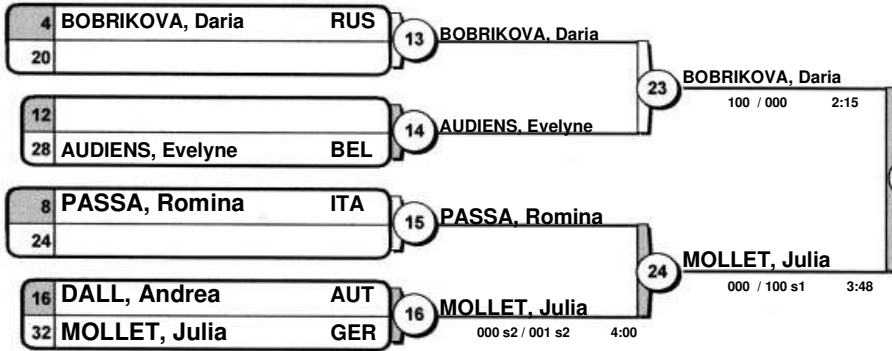 4 BOBRIKOVA, Daria RUS
20
13 BOBRIKOVA, Daria
12
28 AUDIENS, Evelyne BEL
14 AUDIENS, Evelyne
23 BOBRIKOVA, Daria
100 / 000 2:15
8 PASSA, Romina ITA
24
15 PASSA, Romina
16 DALL, Andrea AUT
32 MOLLET, Julia GER
16 MOLLET, Julia
000 s2 / 001 s2 4:00
24 MOLLET, Julia
000 / 100 s1 3:48